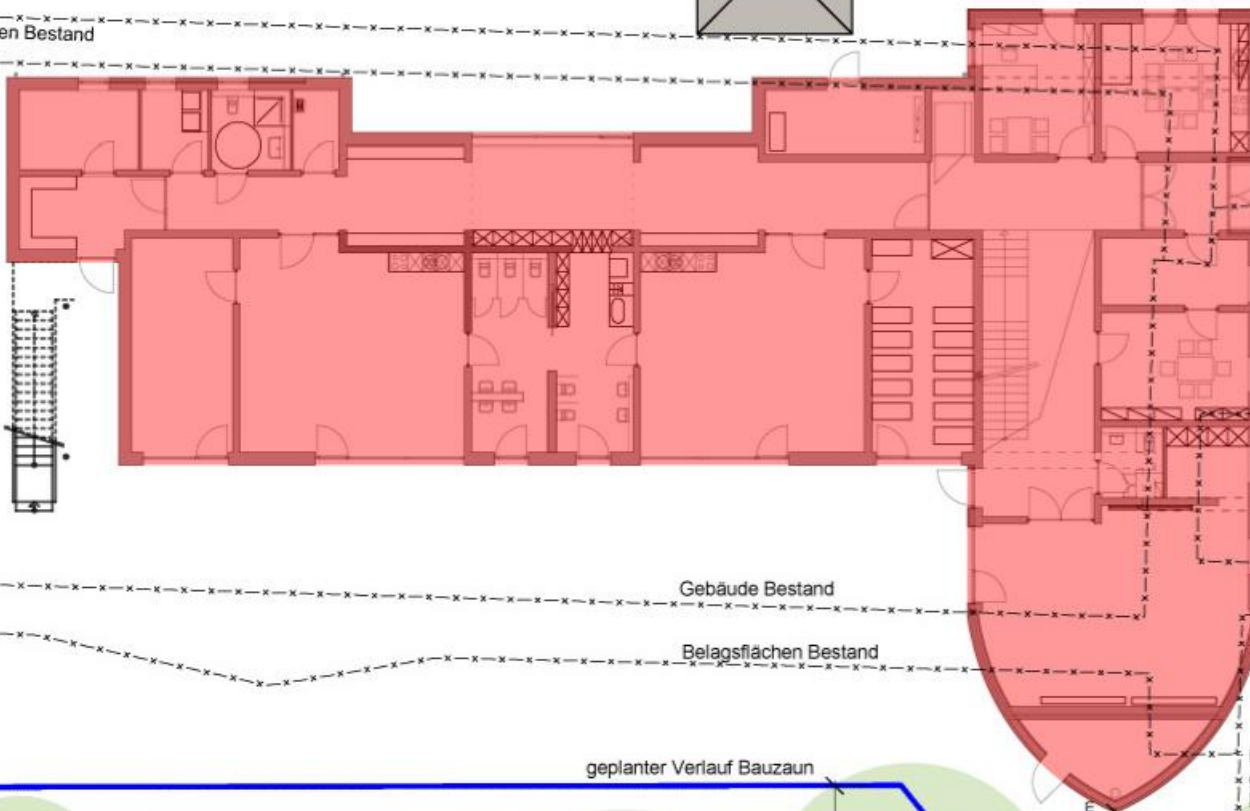 en Bestand
Gebäude Bestand
Belagsflächen Bestand
geplanter Verlauf Bauzaun
E